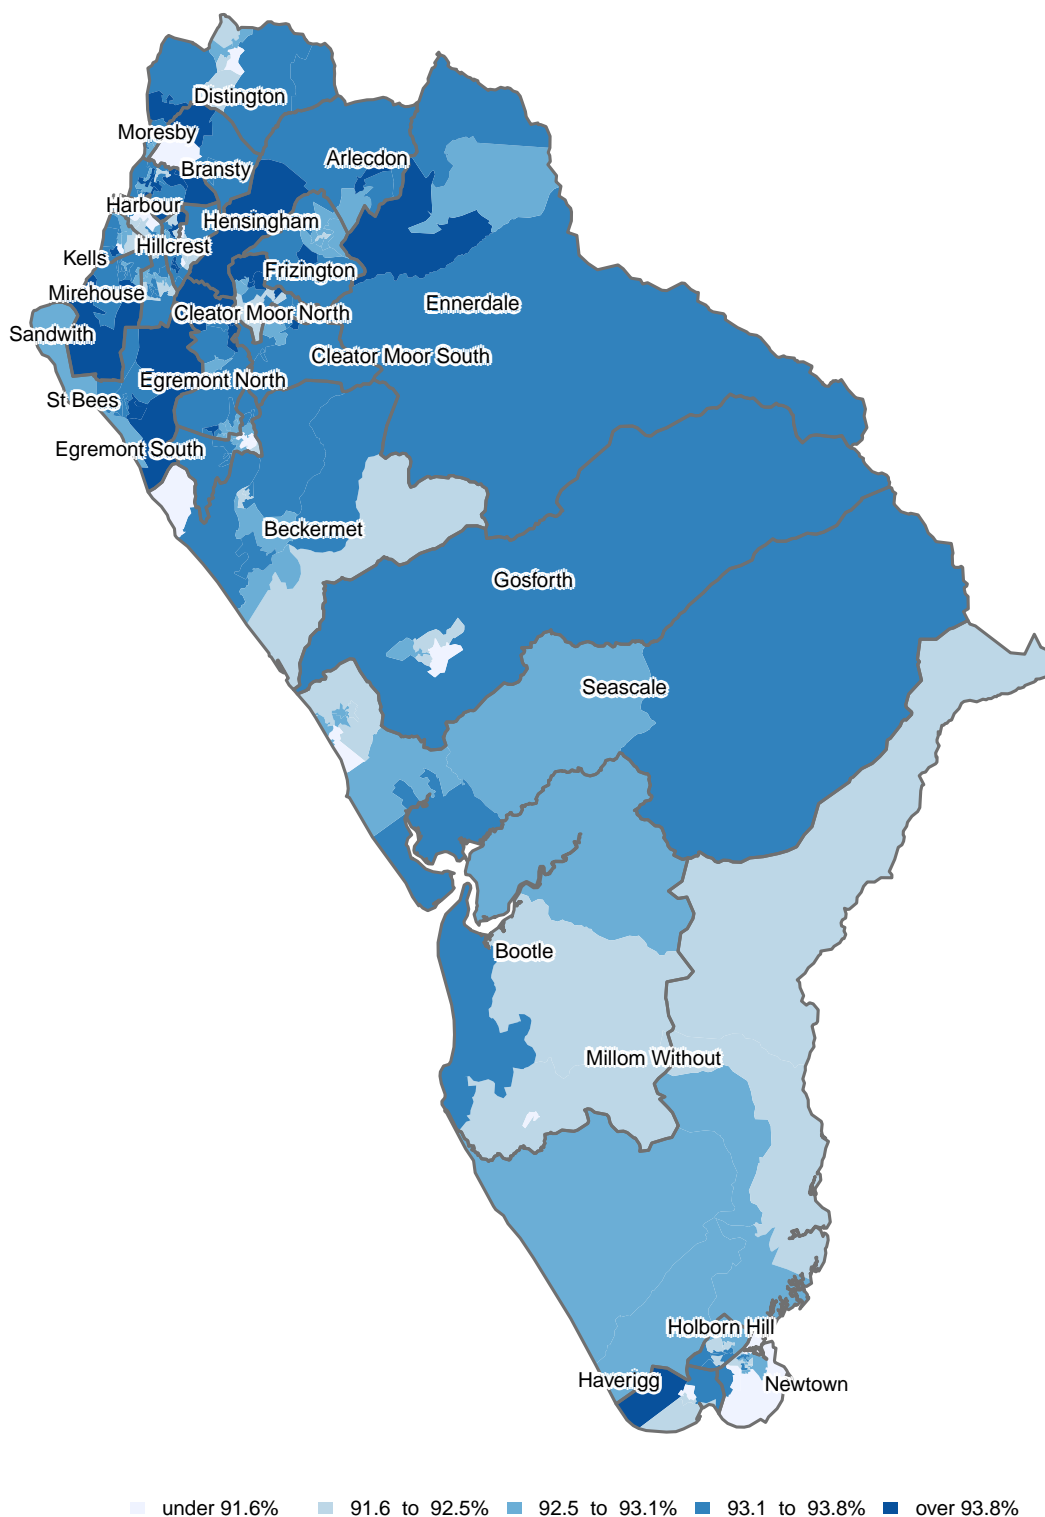 Distington
Moresby
Arlecdon
Bransty
Harbour
Hensingham
Hillcrest
Kells
Frizington
Mirehouse
Ennerdale
Cleator Moor North
Sandwith
Cleator Moor South
Egremont North
St Bees
Egremont South
Beckermet
Gosforth
Seascale
Bootle
Millom Without
Holborn Hill
Haverigg
Newtown
under 91.6% 91.6 to 92.5% 92.5 to 93.1% 93.1 to 93.8% over 93.8%